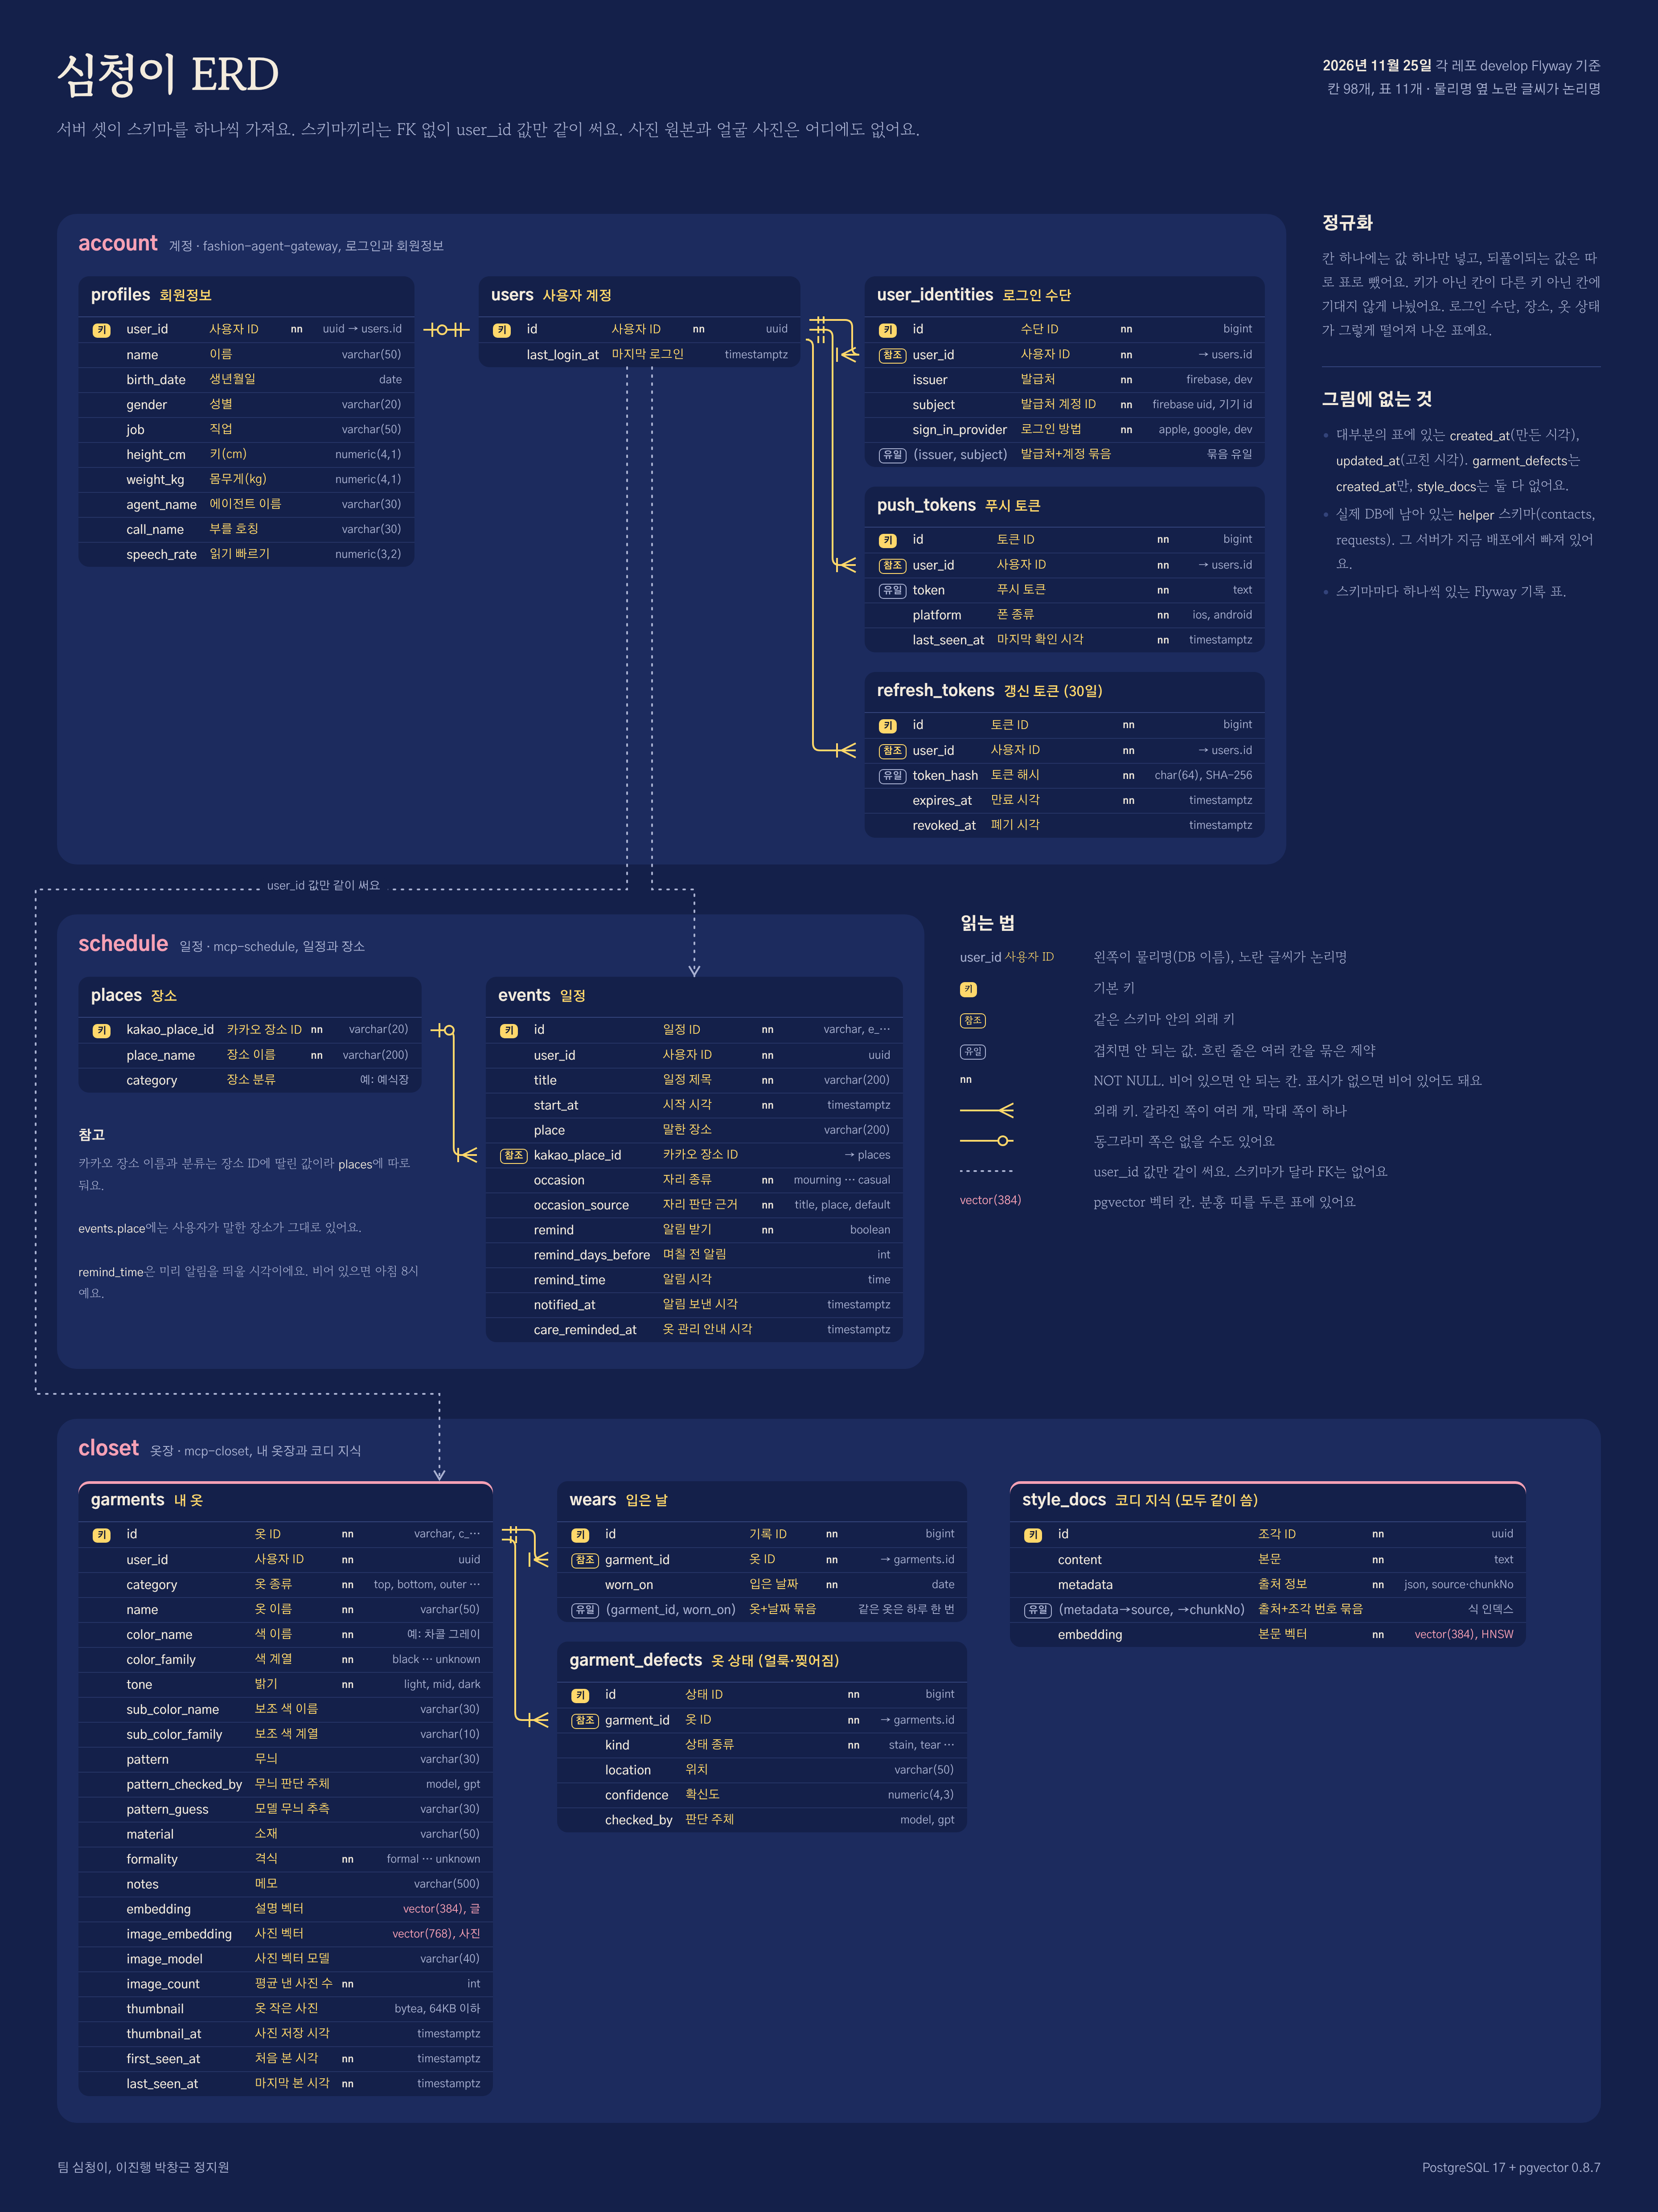 심청이 ERD
2026년 11월 25일 각 레포 develop Flyway 기준
칸 98개, 표 11개 · 물리명 옆 노란 글씨가 논리명
서버 셋이 스키마를 하나씩 가져요. 스키마끼리는 FK 없이 user_id 값만 같이 써요. 사진 원본과 얼굴 사진은 어디에도 없어요.
account 계정 · fashion-agent-gateway, 로그인과 회원정보
profiles 회원정보
키 user_id 사용자 ID nn uuid → users.id
name 이름 varchar(50)
birth_date 생년월일 date
gender 성별 varchar(20)
job 직업 varchar(50)
height_cm 키(cm) numeric(4,1)
weight_kg 몸무게(kg) numeric(4,1)
agent_name 에이전트 이름 varchar(30)
call_name 부를 호칭 varchar(30)
speech_rate 읽기 빠르기 numeric(3,2)
users 사용자 계정
키 id 사용자 ID nn uuid
last_login_at 마지막 로그인 timestamptz
user_identities 로그인 수단
키 id 수단 ID nn bigint
참조 user_id 사용자 ID nn → users.id
issuer 발급처 nn firebase, dev
subject 발급처 계정 ID nn firebase uid, 기기 id
sign_in_provider 로그인 방법 nn apple, google, dev
유일 (issuer, subject) 발급처+계정 묶음 묶음 유일
push_tokens 푸시 토큰
키 id 토큰 ID nn bigint
참조 user_id 사용자 ID nn → users.id
유일 token 푸시 토큰 nn text
platform 폰 종류 nn ios, android
last_seen_at 마지막 확인 시각 nn timestamptz
refresh_tokens 갱신 토큰 (30일)
키 id 토큰 ID nn bigint
참조 user_id 사용자 ID nn → users.id
유일 token_hash 토큰 해시 nn char(64), SHA-256
expires_at 만료 시각 nn timestamptz
revoked_at 폐기 시각 timestamptz
정규화
칸 하나에는 값 하나만 넣고, 되풀이되는 값은 따
로 표로 뺐어요. 키가 아닌 칸이 다른 키 아닌 칸에
기대지 않게 나눴어요. 로그인 수단, 장소, 옷 상태
가 그렇게 떨어져 나온 표예요.
그림에 없는 것
대부분의 표에 있는 created_at(만든 시각),
updated_at(고친 시각). garment_defects는
created_at만, style_docs는 둘 다 없어요.
실제 DB에 남아 있는 helper 스키마(contacts,
requests). 그 서버가 지금 배포에서 빠져 있어
요.
스키마마다 하나씩 있는 Flyway 기록 표.
user_id 값만 같이 써요
schedule 일정 · mcp-schedule, 일정과 장소
places 장소
키 kakao_place_id 카카오 장소 ID nn varchar(20)
place_name 장소 이름 nn varchar(200)
category 장소 분류 예: 예식장
참고
카카오 장소 이름과 분류는 장소 ID에 딸린 값이라 places에 따로
둬요.
events.place에는 사용자가 말한 장소가 그대로 있어요.
remind_time은 미리 알림을 띄울 시각이에요. 비어 있으면 아침 8시
예요.
events 일정
키 id 일정 ID nn varchar, e_···
user_id 사용자 ID nn uuid
title 일정 제목 nn varchar(200)
start_at 시작 시각 nn timestamptz
place 말한 장소 varchar(200)
참조 kakao_place_id 카카오 장소 ID → places
occasion 자리 종류 nn mourning ··· casual
occasion_source 자리 판단 근거 nn title, place, default
remind 알림 받기 nn boolean
remind_days_before 며칠 전 알림 int
remind_time 알림 시각 time
notified_at 알림 보낸 시각 timestamptz
care_reminded_at 옷 관리 안내 시각 timestamptz
읽는 법
user_id 사용자 ID 왼쪽이 물리명(DB 이름), 노란 글씨가 논리명
키 기본 키
참조 같은 스키마 안의 외래 키
유일 겹치면 안 되는 값. 흐린 줄은 여러 칸을 묶은 제약
nn NOT NULL. 비어 있으면 안 되는 칸. 표시가 없으면 비어 있어도 돼요
외래 키. 갈라진 쪽이 여러 개, 막대 쪽이 하나
동그라미 쪽은 없을 수도 있어요
user_id 값만 같이 써요. 스키마가 달라 FK는 없어요
vector(384) pgvector 벡터 칸. 분홍 띠를 두른 표에 있어요
closet 옷장 · mcp-closet, 내 옷장과 코디 지식
garments 내 옷
키 id 옷 ID nn varchar, c_···
user_id 사용자 ID nn uuid
category 옷 종류 nn top, bottom, outer ···
name 옷 이름 nn varchar(50)
color_name 색 이름 nn 예: 차콜 그레이
color_family 색 계열 nn black ··· unknown
tone 밝기 nn light, mid, dark
sub_color_name 보조 색 이름 varchar(30)
sub_color_family 보조 색 계열 varchar(10)
pattern 무늬 varchar(30)
pattern_checked_by 무늬 판단 주체 model, gpt
pattern_guess 모델 무늬 추측 varchar(30)
material 소재 varchar(50)
formality 격식 nn formal ··· unknown
notes 메모 varchar(500)
embedding 설명 벡터 vector(384), 글
image_embedding 사진 벡터 vector(768), 사진
image_model 사진 벡터 모델 varchar(40)
image_count 평균 낸 사진 수 nn int
thumbnail 옷 작은 사진 bytea, 64KB 이하
thumbnail_at 사진 저장 시각 timestamptz
first_seen_at 처음 본 시각 nn timestamptz
last_seen_at 마지막 본 시각 nn timestamptz
wears 입은 날
키 id 기록 ID nn bigint
참조 garment_id 옷 ID nn → garments.id
worn_on 입은 날짜 nn date
유일 (garment_id, worn_on) 옷+날짜 묶음 같은 옷은 하루 한 번
garment_defects 옷 상태 (얼룩·찢어짐)
키 id 상태 ID nn bigint
참조 garment_id 옷 ID nn → garments.id
kind 상태 종류 nn stain, tear ···
location 위치 varchar(50)
confidence 확신도 numeric(4,3)
checked_by 판단 주체 model, gpt
style_docs 코디 지식 (모두 같이 씀)
키 id 조각 ID nn uuid
content 본문 nn text
metadata 출처 정보 nn json, source·chunkNo
유일 (metadata→source, →chunkNo) 출처+조각 번호 묶음 식 인덱스
embedding 본문 벡터 nn vector(384), HNSW
팀 심청이, 이진행 박창근 정지원
PostgreSQL 17 + pgvector 0.8.7